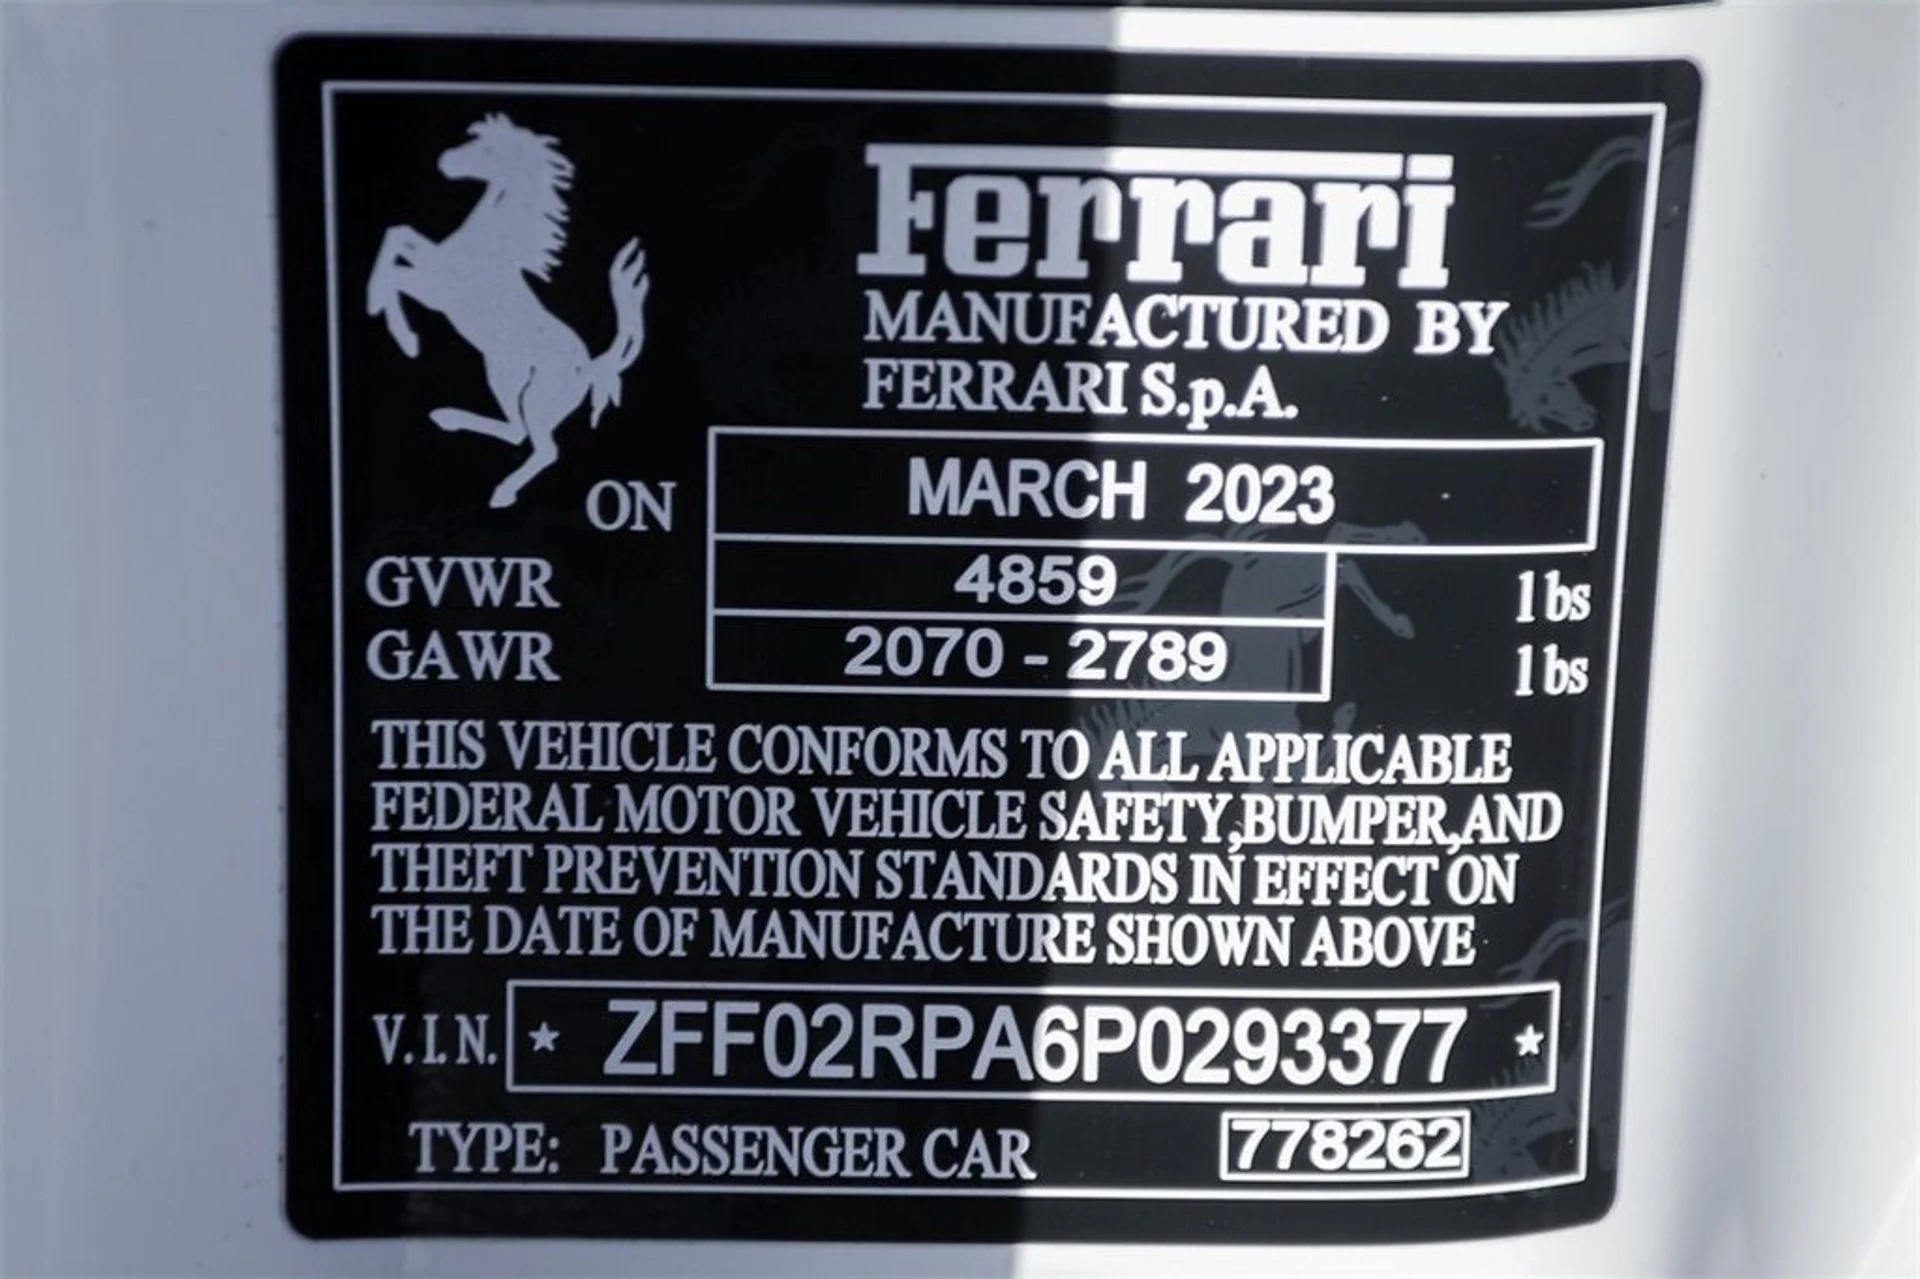 Ferrari
MANUFACTURED BY
FERRARI S.p.A.
ON MARCH 2023
GVWR 4859 lbs
GAWR 2070 - 2789 lbs
THIS VEHICLE CONFORMS TO ALL APPLICABLE
FEDERAL MOTOR VEHICLE SAFETY,BUMPER,AND
THEFT PREVENTION STANDARDS IN EFFECT ON
THE DATE OF MANUFACTURE SHOWN ABOVE
V.I.N. * ZFF02RPA6P0293377 *
TYPE: PASSENGER CAR 778262